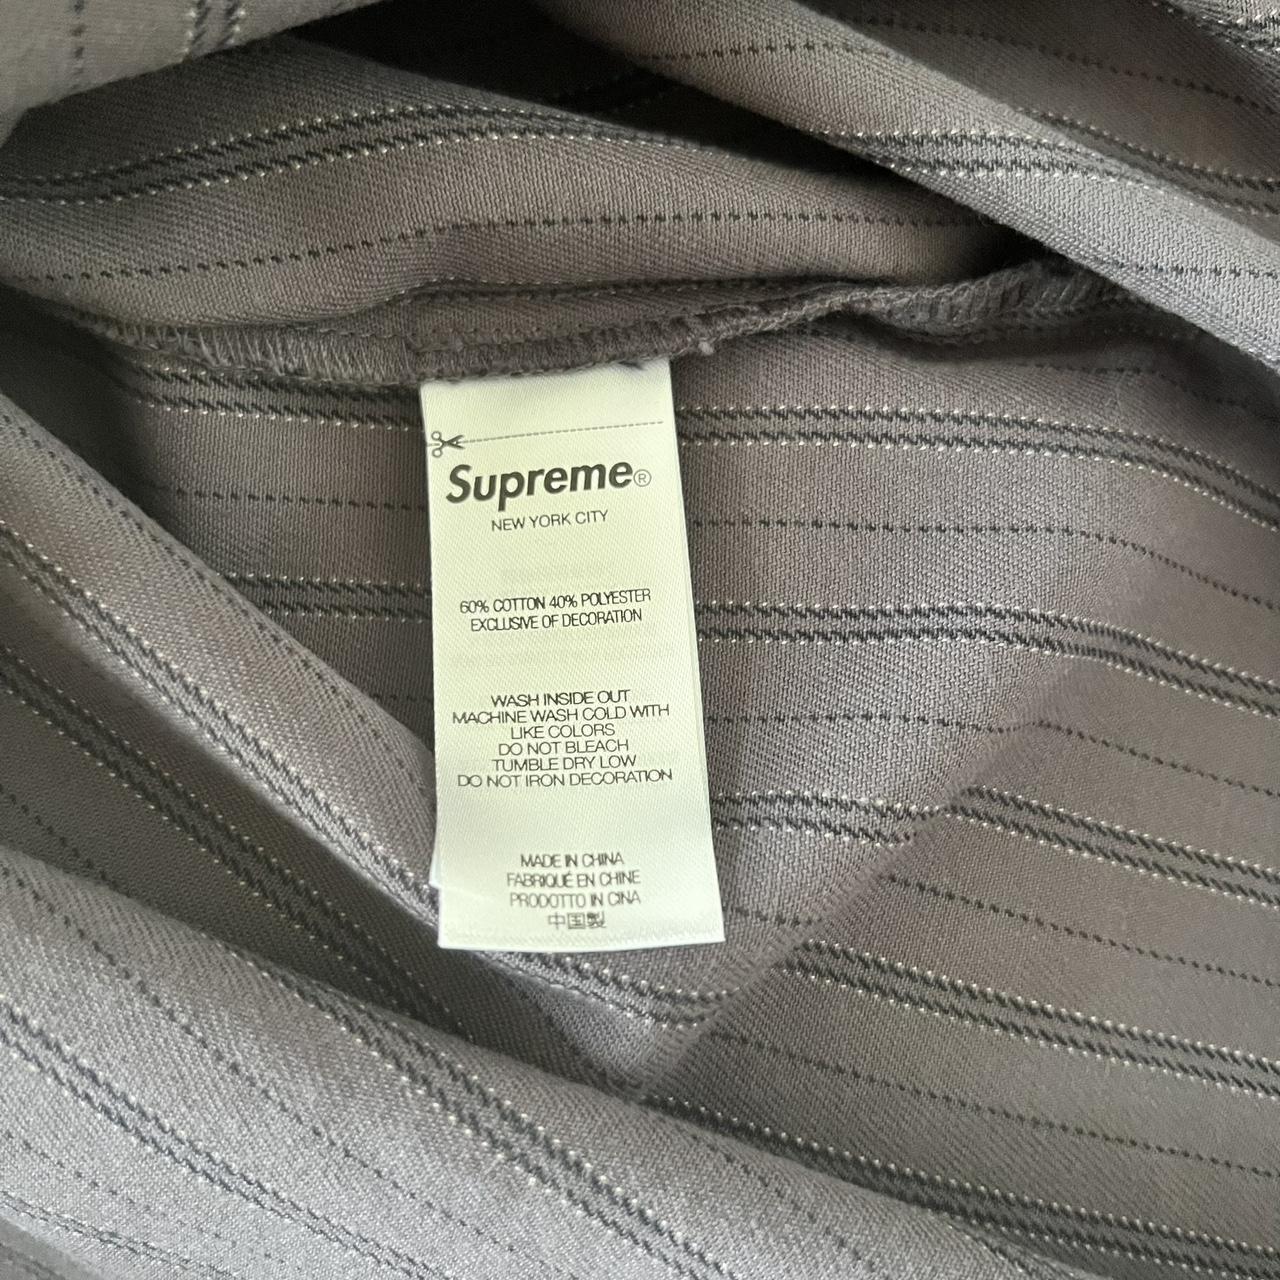 Supreme®
NEW YORK CITY
60% COTTON 40% POLYESTER
EXCLUSIVE OF DECORATION
WASH INSIDE OUT
MACHINE WASH COLD WITH
LIKE COLORS
DO NOT BLEACH
TUMBLE DRY LOW
DO NOT IRON DECORATION
MADE IN CHINA
FABRIQUÉ EN CHINE
PRODOTTO IN CINA
中国製